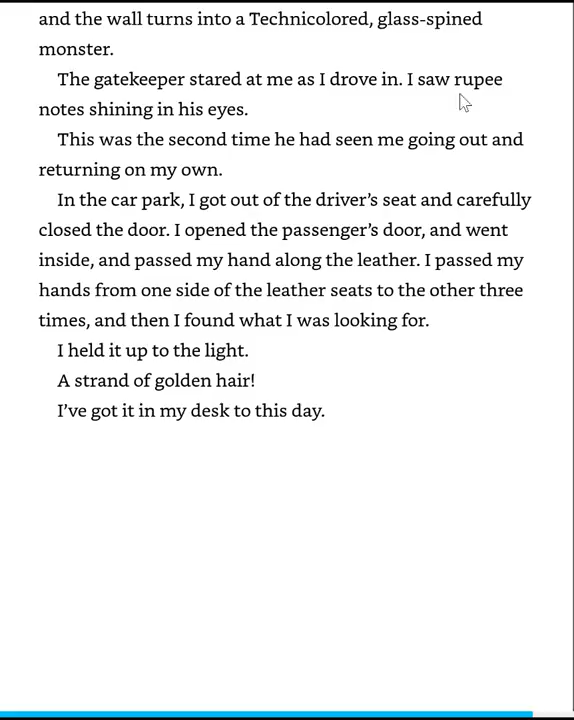 and the wall turns into a Technicolored, glass-spined
monster.
The gatekeeper stared at me as I drove in. I saw rupee
notes shining in his eyes.
This was the second time he had seen me going out and
returning on my own.
In the car park, I got out of the driver’s seat and carefully
closed the door. I opened the passenger’s door, and went
inside, and passed my hand along the leather. I passed my
hands from one side of the leather seats to the other three
times, and then I found what I was looking for.
I held it up to the light.
A strand of golden hair!
I’ve got it in my desk to this day.